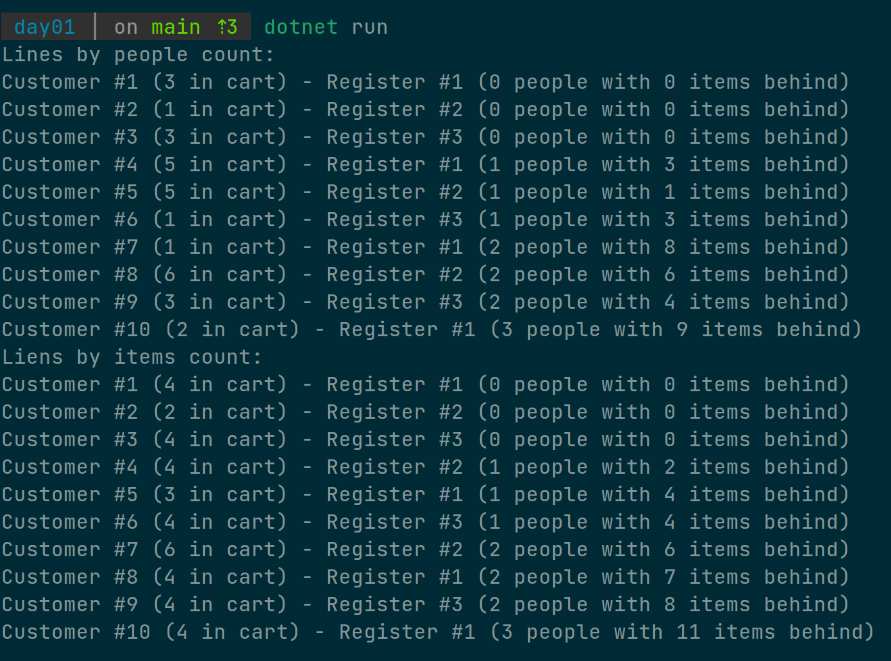 day01 | on main ⇡3 dotnet run
Lines by people count:
Customer #1 (3 in cart) - Register #1 (0 people with 0 items behind)
Customer #2 (1 in cart) - Register #2 (0 people with 0 items behind)
Customer #3 (3 in cart) - Register #3 (0 people with 0 items behind)
Customer #4 (5 in cart) - Register #1 (1 people with 3 items behind)
Customer #5 (5 in cart) - Register #2 (1 people with 1 items behind)
Customer #6 (1 in cart) - Register #3 (1 people with 3 items behind)
Customer #7 (1 in cart) - Register #1 (2 people with 8 items behind)
Customer #8 (6 in cart) - Register #2 (2 people with 6 items behind)
Customer #9 (3 in cart) - Register #3 (2 people with 4 items behind)
Customer #10 (2 in cart) - Register #1 (3 people with 9 items behind)
Liens by items count:
Customer #1 (4 in cart) - Register #1 (0 people with 0 items behind)
Customer #2 (2 in cart) - Register #2 (0 people with 0 items behind)
Customer #3 (4 in cart) - Register #3 (0 people with 0 items behind)
Customer #4 (4 in cart) - Register #2 (1 people with 2 items behind)
Customer #5 (3 in cart) - Register #1 (1 people with 4 items behind)
Customer #6 (4 in cart) - Register #3 (1 people with 4 items behind)
Customer #7 (6 in cart) - Register #2 (2 people with 6 items behind)
Customer #8 (4 in cart) - Register #1 (2 people with 7 items behind)
Customer #9 (4 in cart) - Register #3 (2 people with 8 items behind)
Customer #10 (4 in cart) - Register #1 (3 people with 11 items behind)